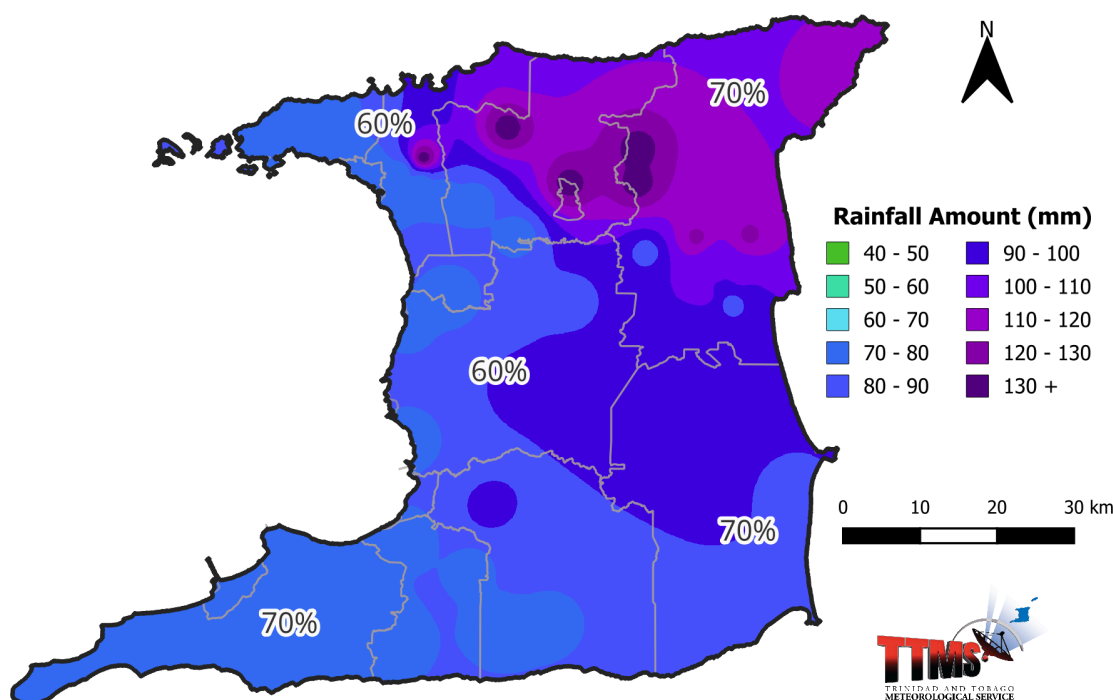 N
70%
60%
Rainfall Amount (mm)
40 - 50
90 - 100
50 - 60
100 - 110
60 - 70
110 - 120
70 - 80
120 - 130
80 - 90
130 +
60%
0 10 20 30 km
70%
70%
TTMS
TRINIDAD AND TOBAGO
METEOROLOGICAL SERVICE